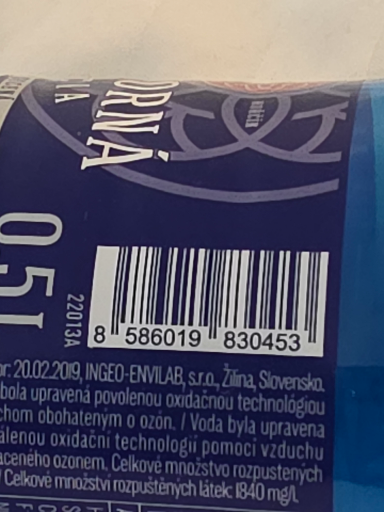 ORNÁ
0,5l
22013A
8 586019 830453
20.02.2019, INGEO-ENVILAB, s.r.o., Žilina, Slovensko.
bola upravená povolenou oxidačnou technológiou
obohateným o ozón. / Voda byla upravena
oxidační technologií pomocí vzduchu
ozonem. Celkové množstvo rozpustených
/ Celkové množství rozpuštěných látek: 1840 mg/l.